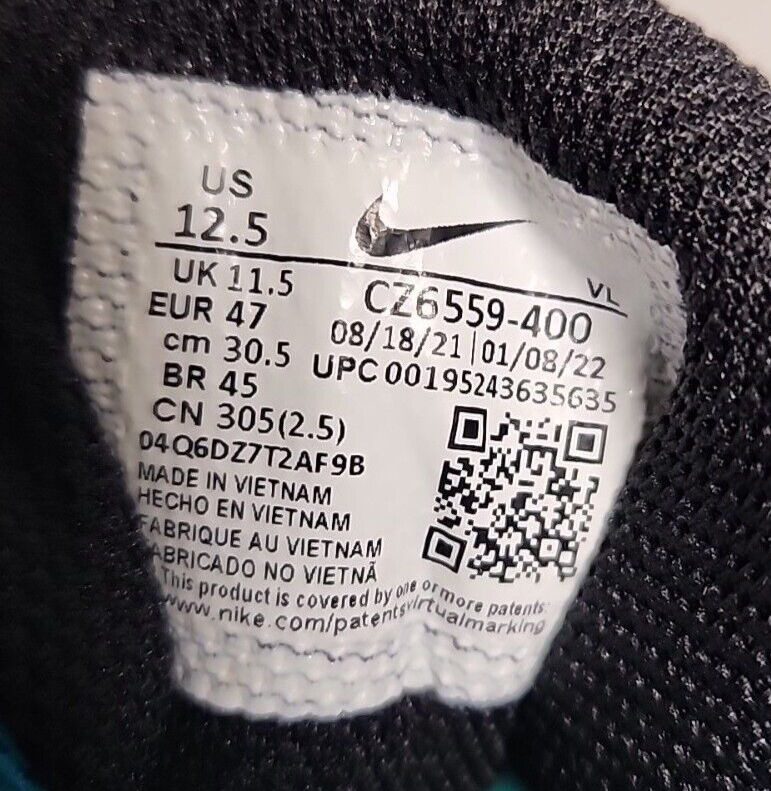 US
12.5
VL
UK 11.5
CZ6559-400
EUR 47
08/18/21 | 01/08/22
cm 30.5
UPC 00195243635635
BR 45
CN 305(2.5)
04Q6DZ7T2AF9B
MADE IN VIETNAM
HECHO EN VIETNAM
FABRIQUE AU VIETNAM
ABRICADO NO VIETNÃ
This product is covered by one or more patents:
www.nike.com/patentsvirtualmarking